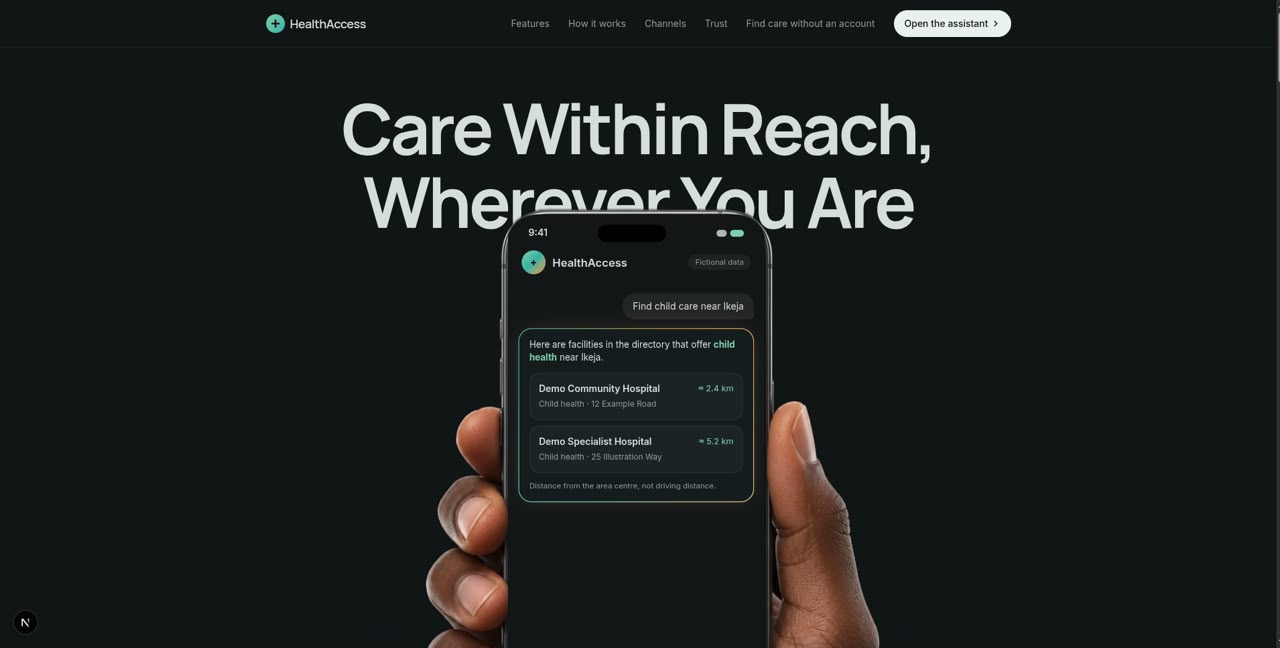 HealthAccess
Features
How it works
Channels
Trust
Find care without an account
Open the assistant
Care Within Reach,
Wherever You Are
9:41
HealthAccess
Fictional data
Find child care near Ikeja
Here are facilities in the directory that offer child
health near Ikeja.
Demo Community Hospital
≈ 2.4 km
Child health · 12 Example Road
Demo Specialist Hospital
≈ 5.2 km
Child health · 25 Illustration Way
Distance from the area centre, not driving distance.
N